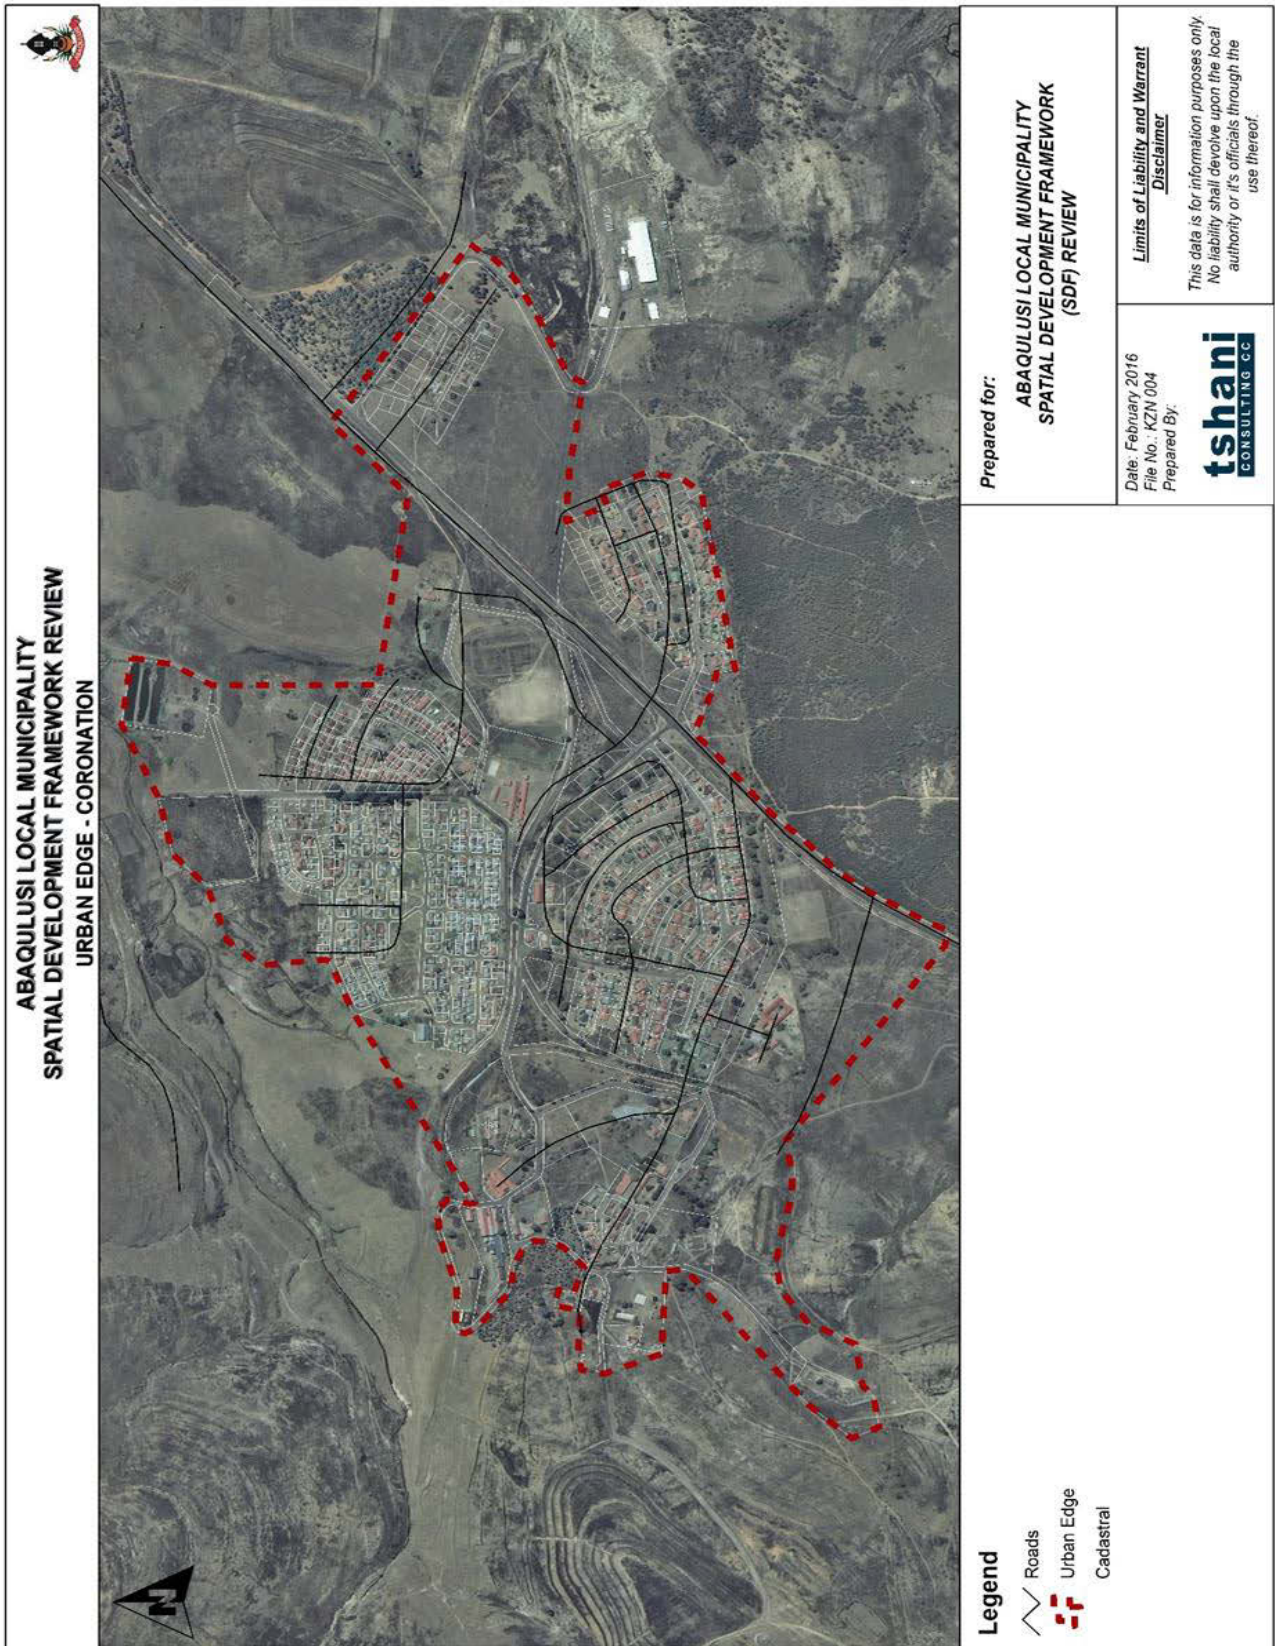 ABAQULUSI LOCAL MUNICIPALITY
SPATIAL DEVELOPMENT FRAMEWORK REVIEW
URBAN EDGE - CORONATION
N
Legend
Roads
Urban Edge
Cadastral
Prepared for:
ABAQULUSI LOCAL MUNICIPALITY
SPATIAL DEVELOPMENT FRAMEWORK
(SDF) REVIEW
Date: February 2016
File No.: KZN 004
Prepared By:
tshani
CONSULTING CC
Limits of Liability and Warrant
Disclaimer
This data is for information purposes only.
No liability shall devolve upon the local
authority or it's officials through the
use thereof.